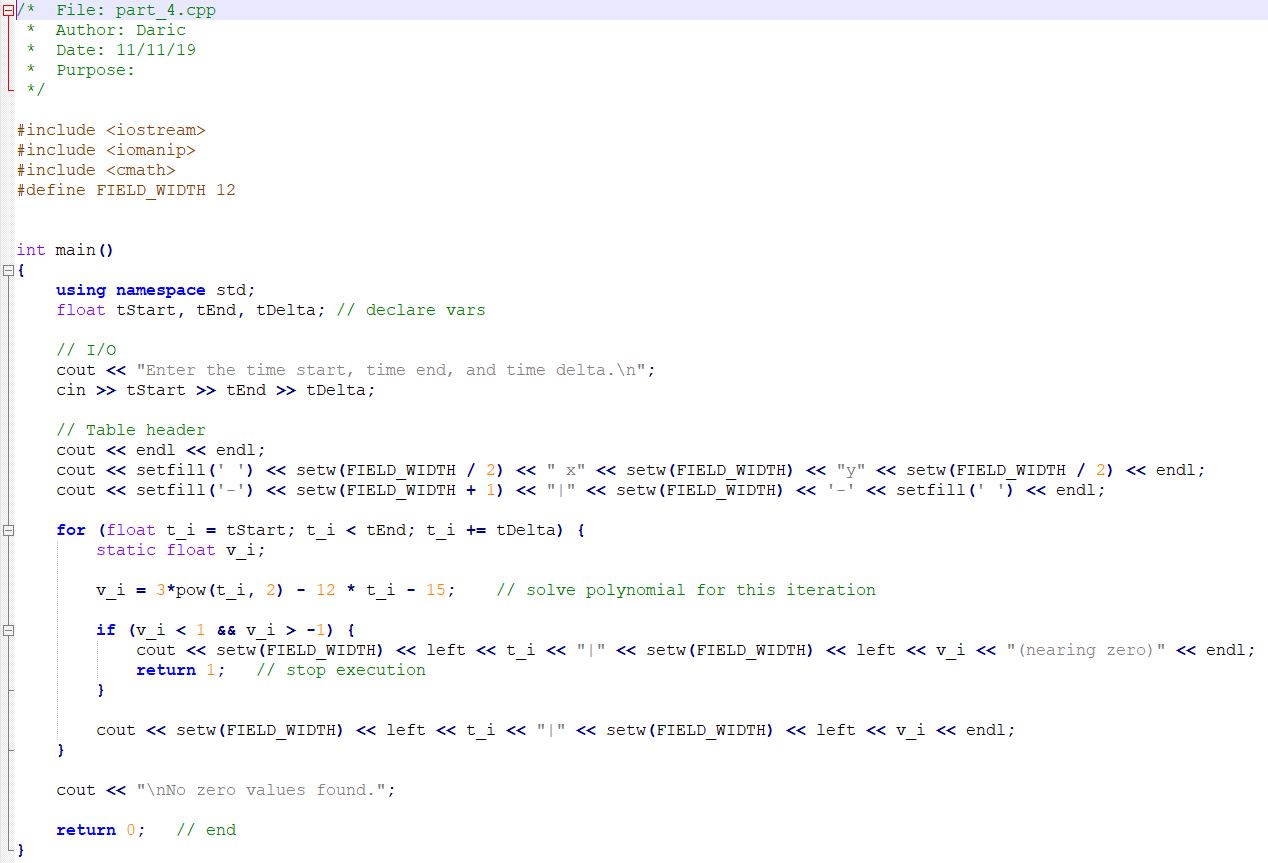 /*  File: part_4.cpp
 *  Author: Daric
 *  Date: 11/11/19
 *  Purpose:
 */

#include <iostream>
#include <iomanip>
#include <cmath>
#define FIELD_WIDTH 12


int main()
{
    using namespace std;
    float tStart, tEnd, tDelta; // declare vars

    // I/O
    cout << "Enter the time start, time end, and time delta.\n";
    cin >> tStart >> tEnd >> tDelta;

    // Table header
    cout << endl << endl;
    cout << setfill(' ') << setw(FIELD_WIDTH / 2) << " x" << setw(FIELD_WIDTH) << "y" << setw(FIELD_WIDTH / 2) << endl;
    cout << setfill('-') << setw(FIELD_WIDTH + 1) << "|" << setw(FIELD_WIDTH) << '-' << setfill(' ') << endl;

    for (float t_i = tStart; t_i < tEnd; t_i += tDelta) {
        static float v_i;

        v_i = 3*pow(t_i, 2) - 12 * t_i - 15;    // solve polynomial for this iteration

        if (v_i < 1 && v_i > -1) {
            cout << setw(FIELD_WIDTH) << left << t_i << "|" << setw(FIELD_WIDTH) << left << v_i << "(nearing zero)" << endl;
            return 1;   // stop execution
        }

        cout << setw(FIELD_WIDTH) << left << t_i << "|" << setw(FIELD_WIDTH) << left << v_i << endl;
    }

    cout << "\nNo zero values found.";

    return 0;   // end
}